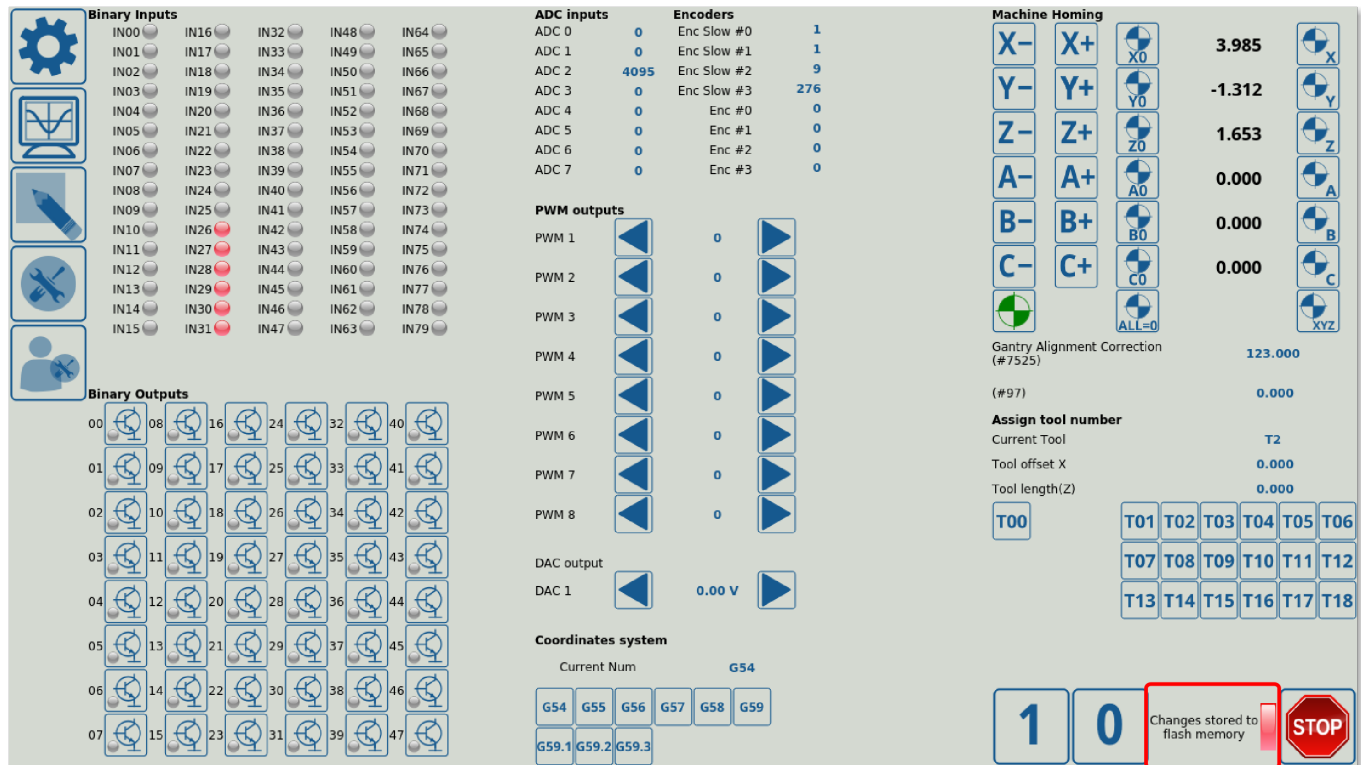 Binary Inputs
IN00 IN16 IN32 IN48 IN64
IN01 IN17 IN33 IN49 IN65
IN02 IN18 IN34 IN50 IN66
IN03 IN19 IN35 IN51 IN67
IN04 IN20 IN36 IN52 IN68
IN05 IN21 IN37 IN53 IN69
IN06 IN22 IN38 IN54 IN70
IN07 IN23 IN39 IN55 IN71
IN08 IN24 IN40 IN56 IN72
IN09 IN25 IN41 IN57 IN73
IN10 IN26 IN42 IN58 IN74
IN11 IN27 IN43 IN59 IN75
IN12 IN28 IN44 IN60 IN76
IN13 IN29 IN45 IN61 IN77
IN14 IN30 IN46 IN62 IN78
IN15 IN31 IN47 IN63 IN79
Binary Outputs
00 08 16 24 32 40
01 09 17 25 33 41
02 10 18 26 34 42
03 11 19 27 35 43
04 12 20 28 36 44
05 13 21 29 37 45
06 14 22 30 38 46
07 15 23 31 39 47
ADC inputs Encoders
ADC 0 0 Enc Slow #0 1
ADC 1 0 Enc Slow #1 1
ADC 2 4095 Enc Slow #2 9
ADC 3 0 Enc Slow #3 276
ADC 4 0 Enc #0 0
ADC 5 0 Enc #1 0
ADC 6 0 Enc #2 0
ADC 7 0 Enc #3 0
PWM outputs
PWM 1 0
PWM 2 0
PWM 3 0
PWM 4 0
PWM 5 0
PWM 6 0
PWM 7 0
PWM 8 0
DAC output
DAC 1 0.00 V
Coordinates system
Current Num G54
G54 G55 G56 G57 G58 G59
G59.1 G59.2 G59.3
Machine Homing
X− X+ X0 3.985 X
Y− Y+ Y0 -1.312 Y
Z− Z+ Z0 1.653 Z
A− A+ A0 0.000 A
B− B+ B0 0.000 B
C− C+ C0 0.000 C
ALL=0 XYZ
Gantry Alignment Correction
(#7525) 123.000
(#97) 0.000
Assign tool number
Current Tool T2
Tool offset X 0.000
Tool length(Z) 0.000
T00 T01 T02 T03 T04 T05 T06
T07 T08 T09 T10 T11 T12
T13 T14 T15 T16 T17 T18
1 0
Changes stored to
flash memory
STOP